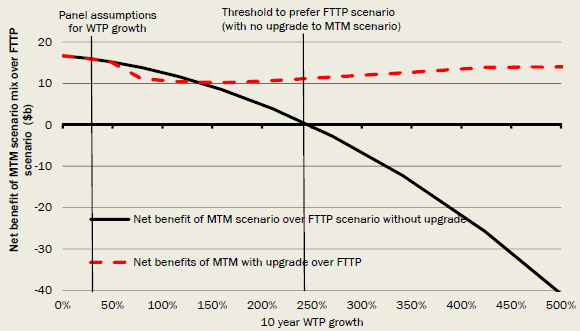 Panel assumptions
for WTP growth
Threshold to prefer FTTP scenario
(with no upgrade to MTM scenario)
Net benefit of MTM scenario mix over FTTP
scenario ($b)
20
10
0
-10
-20
-30
-40
Net benefit of MTM scenario over FTTP scenario without upgrade
Net benefits of MTM with upgrade over FTTP
0% 50% 100% 150% 200% 250% 300% 350% 400% 450% 500%
10 year WTP growth